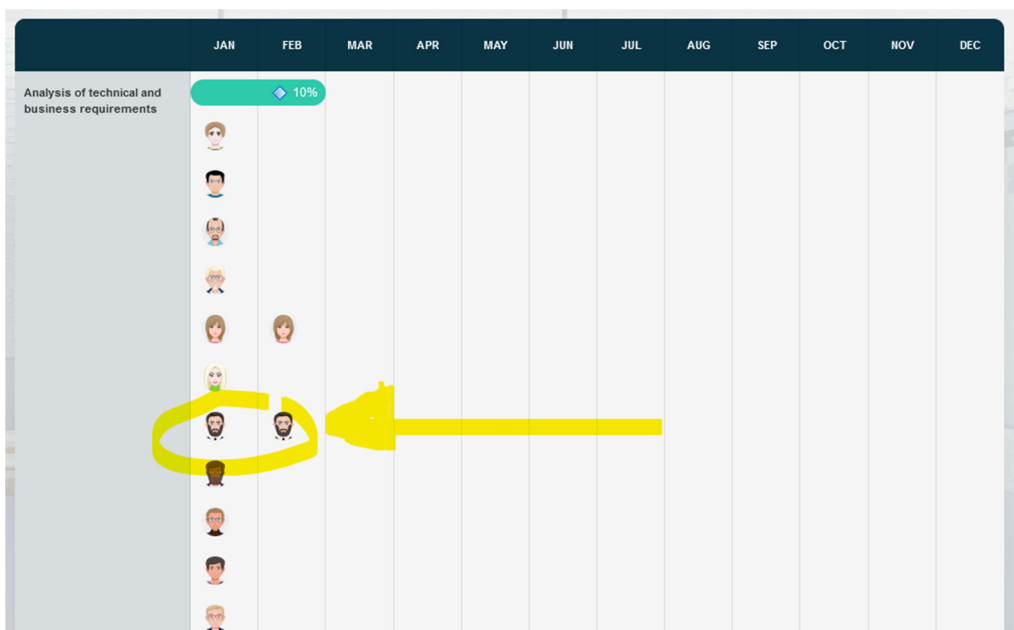 JAN FEB MAR APR MAY JUN JUL AUG SEP OCT NOV DEC
Analysis of technical and
business requirements
10%